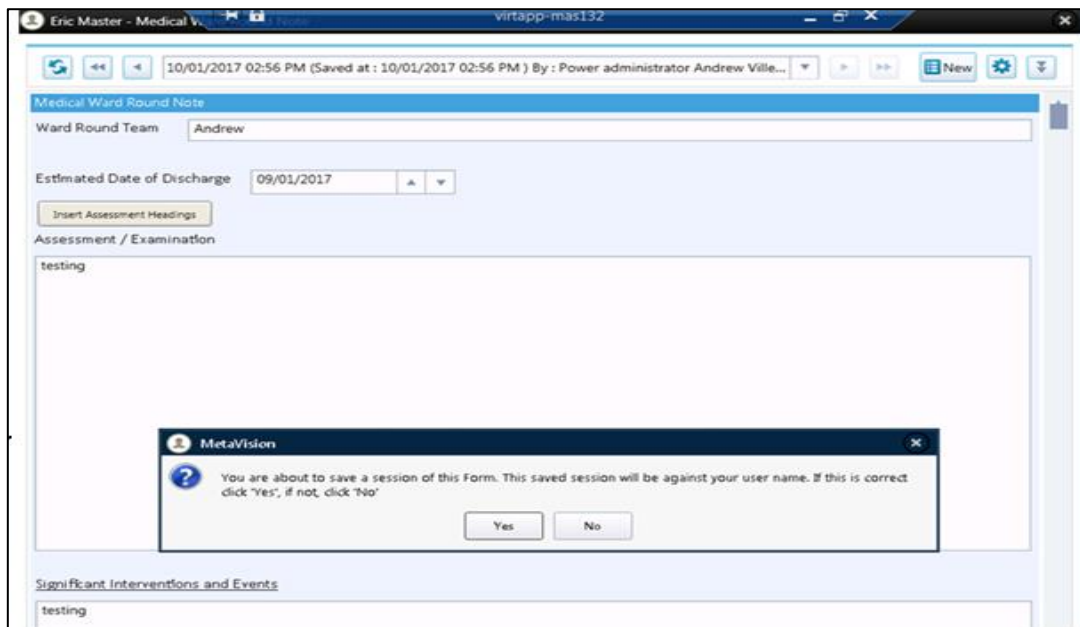 Eric Master - Medical W
Round Note
virtapp-mas132
10/01/2017 02:56 PM (Saved at : 10/01/2017 02:56 PM ) By : Power administrator Andrew Ville...
New
Medical Ward Round Note
Ward Round Team
Andrew
Estimated Date of Discharge
09/01/2017
Insert Assessment Headings
Assessment / Examination
testing
MetaVision
You are about to save a session of this Form. This saved session will be against your user name. If this is correct
click 'Yes', if not, click 'No'
Yes
No
Significant Interventions and Events
testing